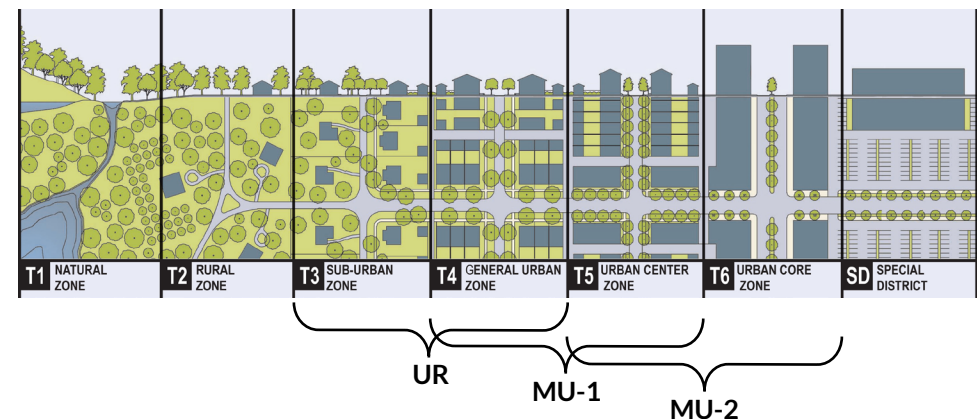 T1 NATURAL
ZONE
T2 RURAL
ZONE
T3 SUB-URBAN
ZONE
T4 GENERAL URBAN
ZONE
T5 URBAN CENTER
ZONE
T6 URBAN CORE
ZONE
SD SPECIAL
DISTRICT
UR
MU-1
MU-2